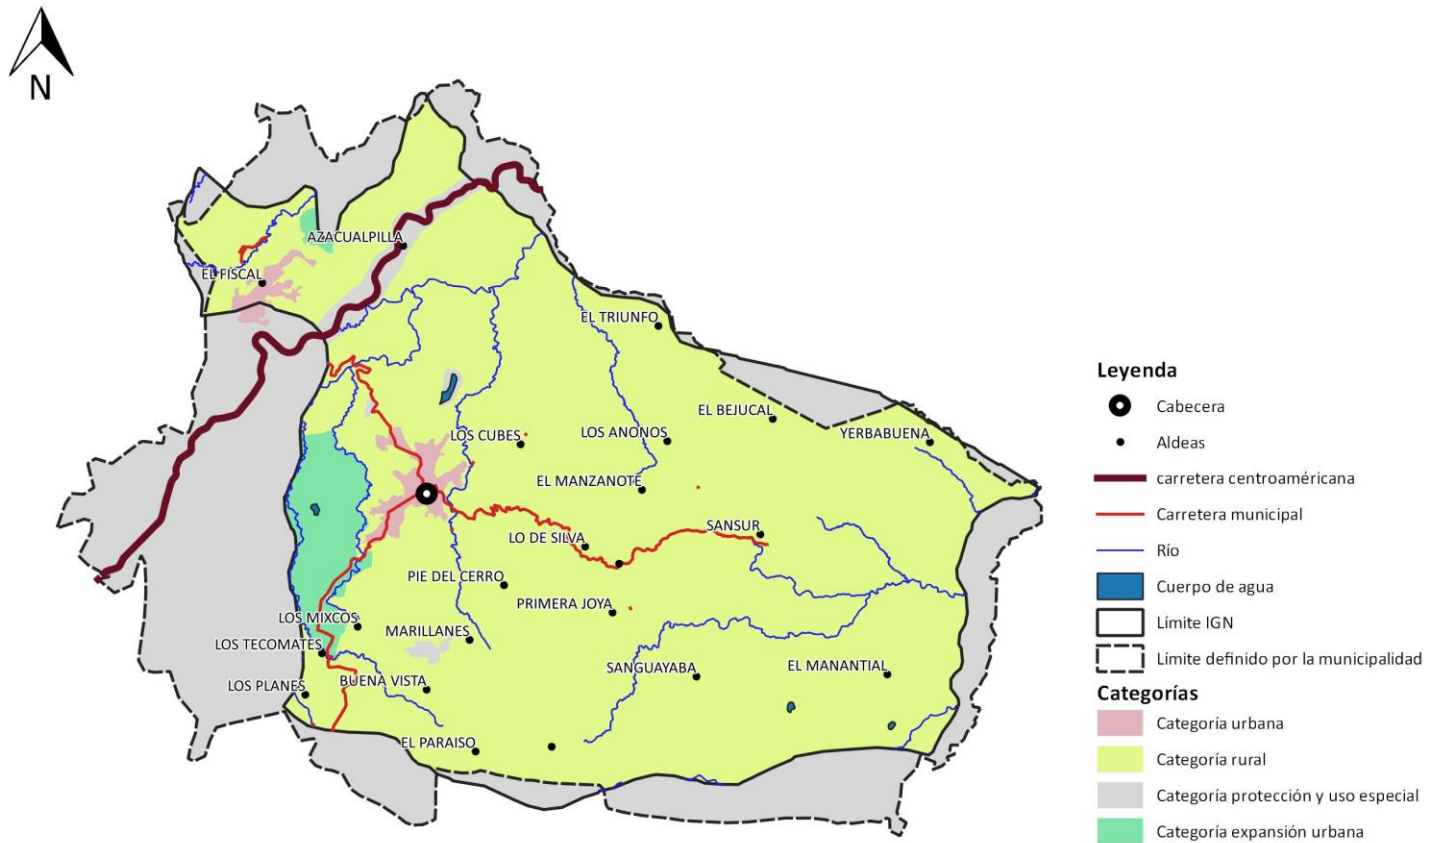 N
AZACUALPILLA
EL FISCAL
EL TRIUNFO
EL BEJUCAL
LOS CUBES
LOS ANONOS
YERBABUENA
EL MANZANOTE
LO DE SILVA
SANSUR
PIE DEL CERRO
PRIMERA JOYA
LOS MIXCOS
MARILLANES
LOS TECOMATES
SANGUAYABA
EL MANANTIAL
LOS PLANES
BUENA VISTA
EL PARAISO
Leyenda
Cabecera
Aldeas
carretera centroaméricana
Carretera municipal
Río
Cuerpo de agua
Límite IGN
Límite definido por la municipalidad
Categorías
Categoría urbana
Categoría rural
Categoría protección y uso especial
Categoría expansión urbana